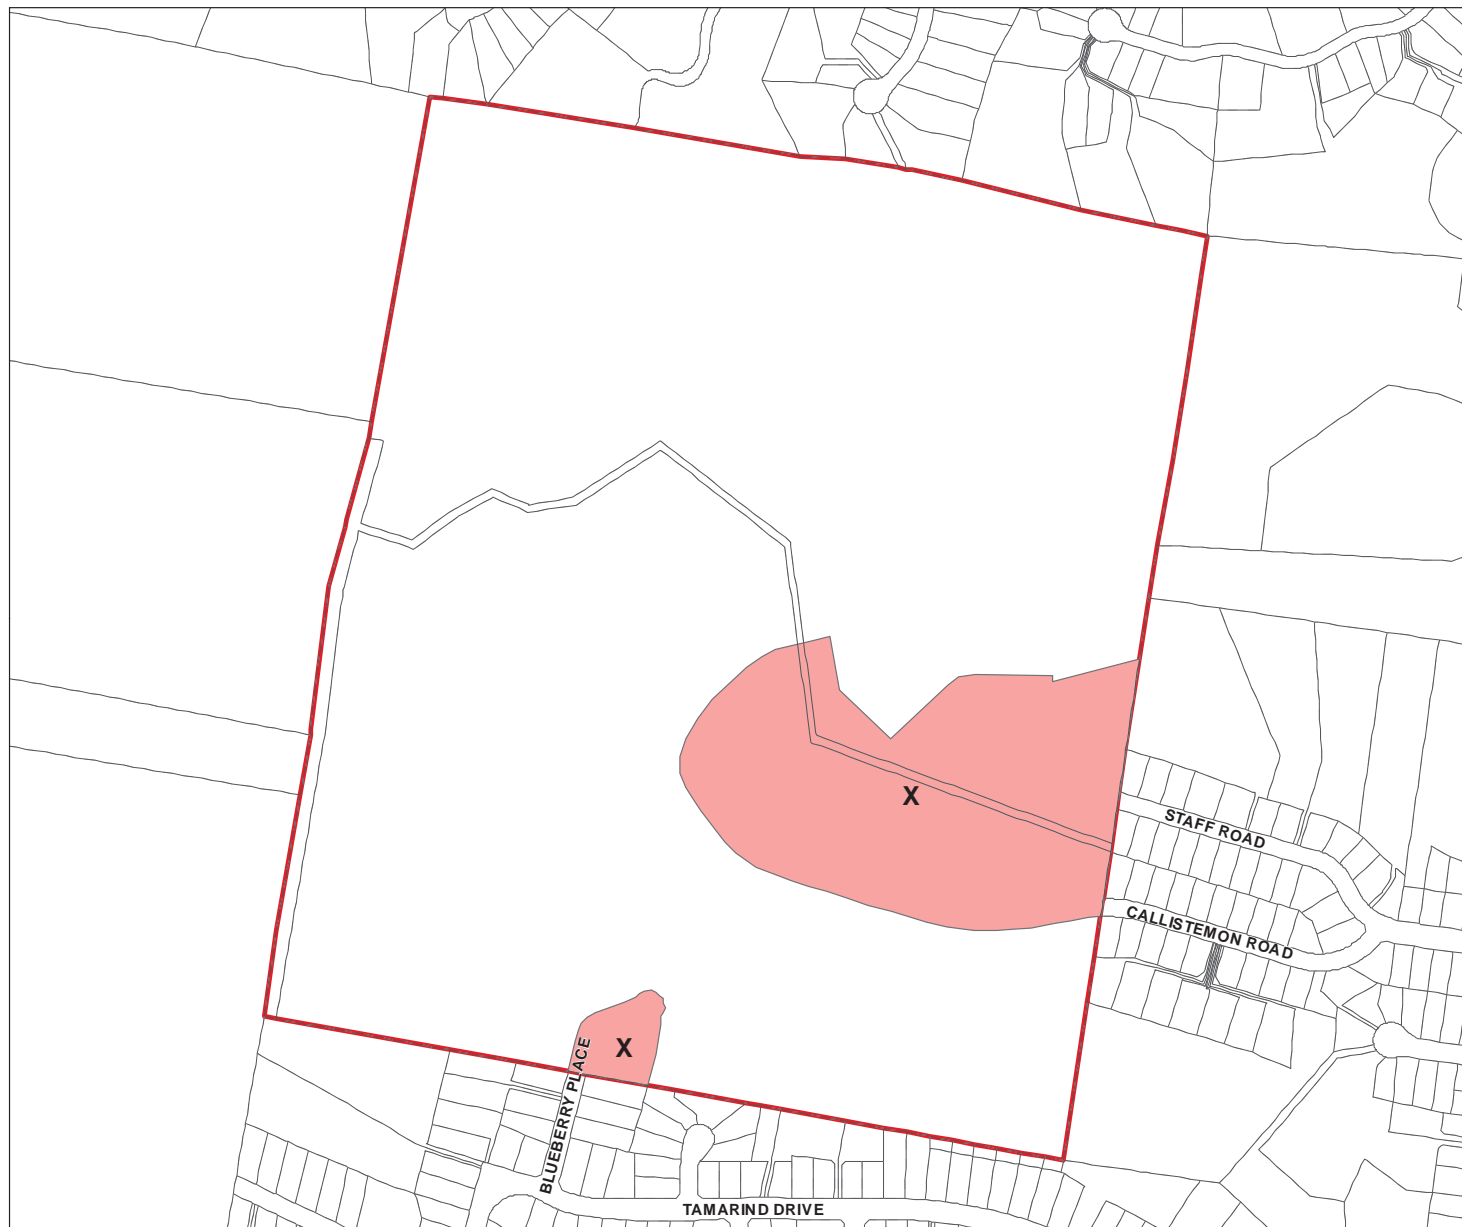 X
STAFF ROAD
CALLISTEMON ROAD
X
BLUEBERRY PLACE
TAMARIND DRIVE